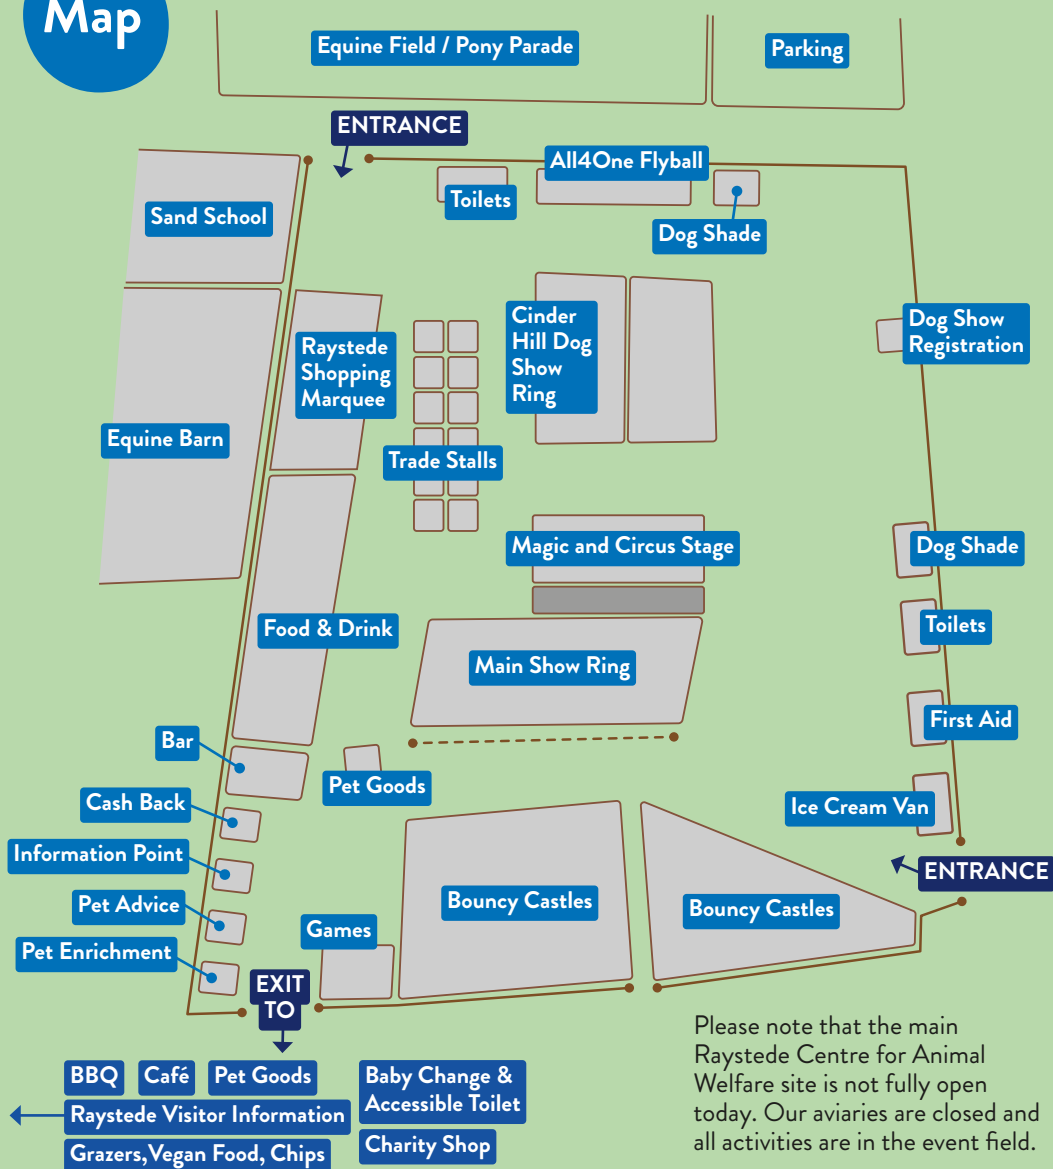 Map
Equine Field / Pony Parade
Parking
ENTRANCE
All4One Flyball
Toilets
Dog Shade
Sand School
Cinder
Hill Dog
Show
Ring
Dog Show
Registration
Raystede
Shopping
Marquee
Equine Barn
Trade Stalls
Magic and Circus Stage
Dog Shade
Food & Drink
Toilets
Main Show Ring
First Aid
Bar
Pet Goods
Cash Back
Ice Cream Van
Information Point
ENTRANCE
Bouncy Castles
Bouncy Castles
Pet Advice
Games
Pet Enrichment
EXIT
TO
BBQ
Café
Pet Goods
Baby Change &
Accessible Toilet
Raystede Visitor Information
Charity Shop
Grazers,Vegan Food, Chips
Please note that the main
Raystede Centre for Animal
Welfare site is not fully open
today. Our aviaries are closed and
all activities are in the event field.